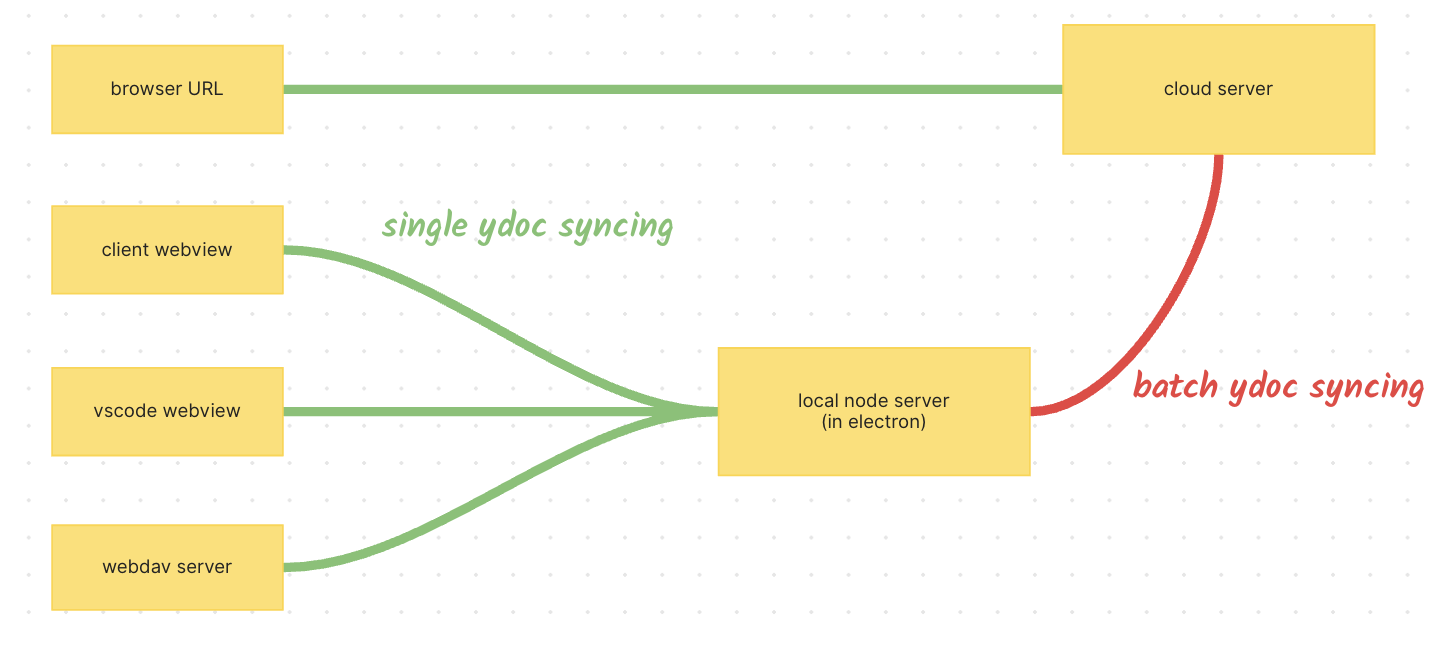 browser URL
cloud server
single ydoc syncing
client webview
batch ydoc syncing
local node server
(in electron)
vscode webview
webdav server